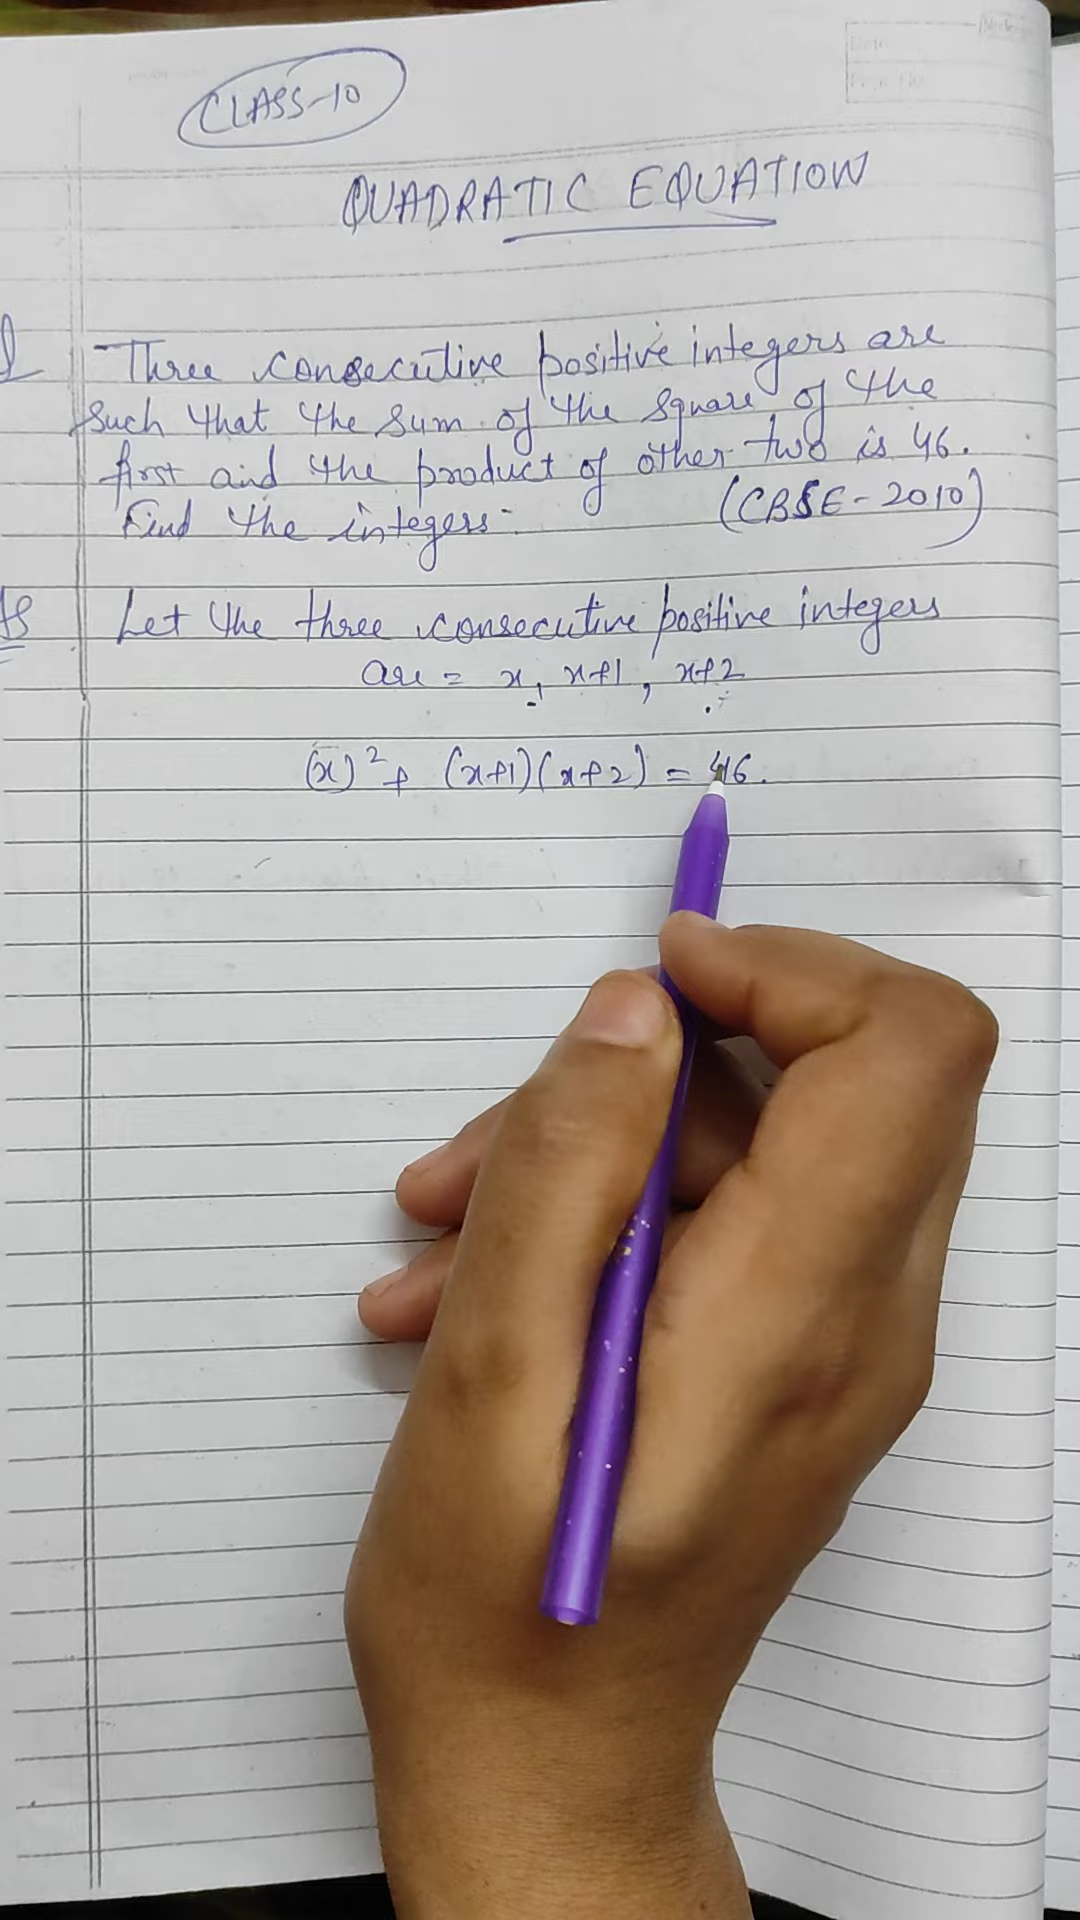 CLASS-10
QUADRATIC EQUATION
Three consecutive positive integers are
such that the sum of the square of the
first and the product of other two is 46.
Find the integers. (CBSE-2010)
Let the three consecutive positive integers
are = x, x+1, x+2
(x)² + (x+1)(x+2) = 46.